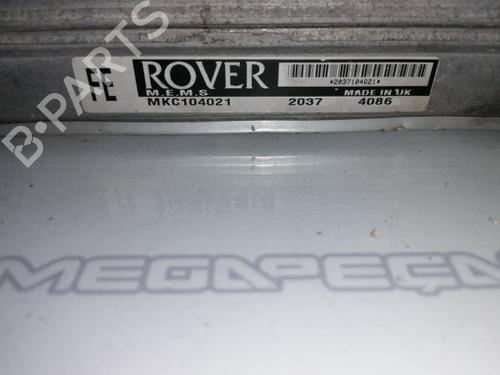 FE ROVER
*2037104021*
M.E.M.S MADE IN UK
MKC104021 2037 4086
B-PARTS
MEGAPEÇA